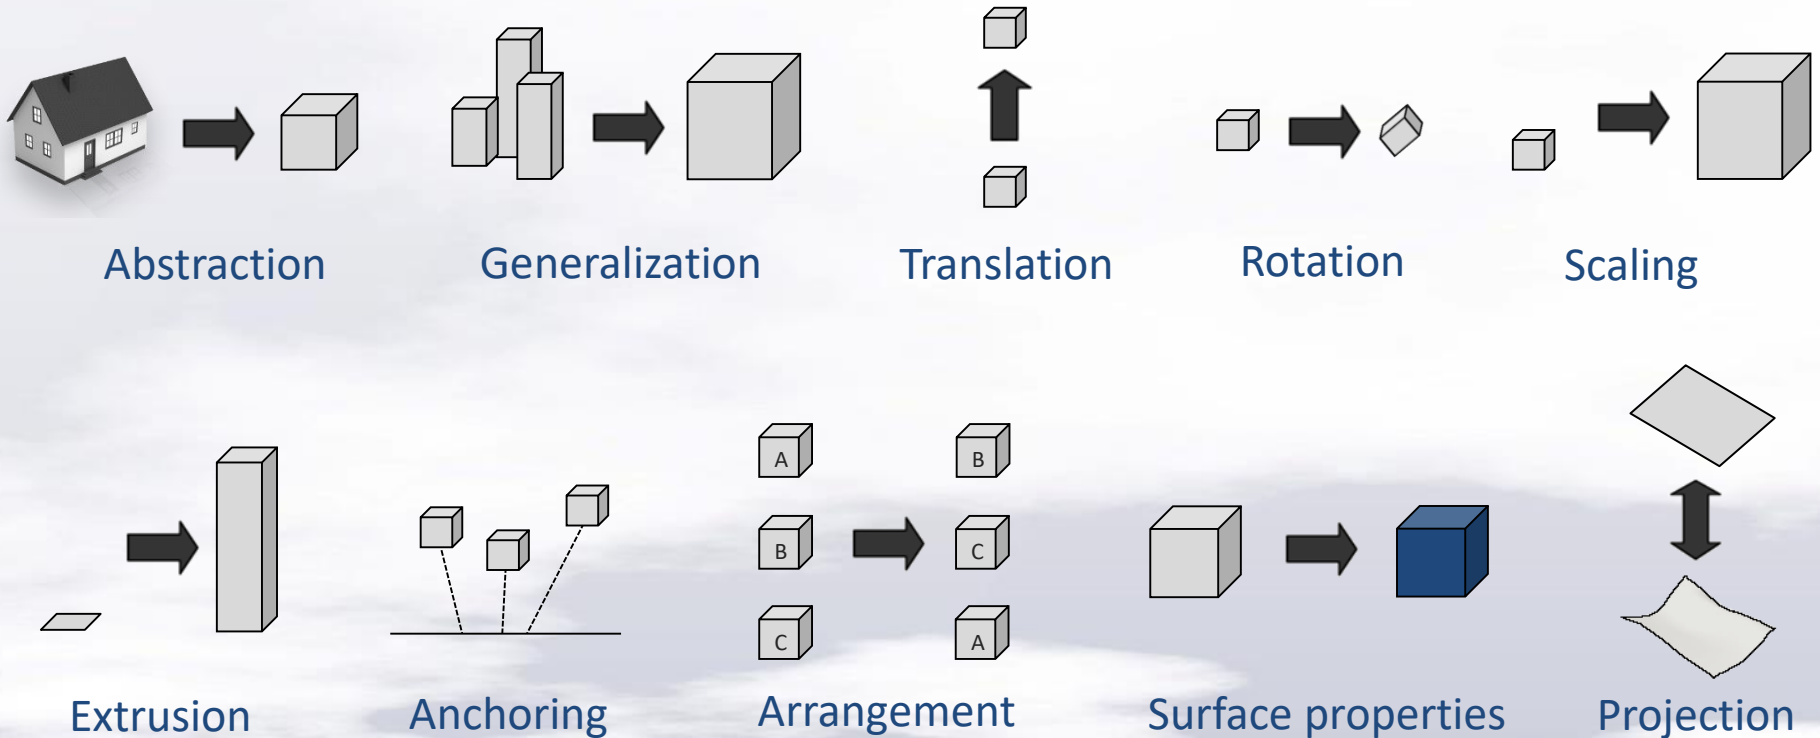 Abstraction
Generalization
Translation
Rotation
Scaling
A
B
C
B
C
A
Extrusion
Anchoring
Arrangement
Surface properties
Projection